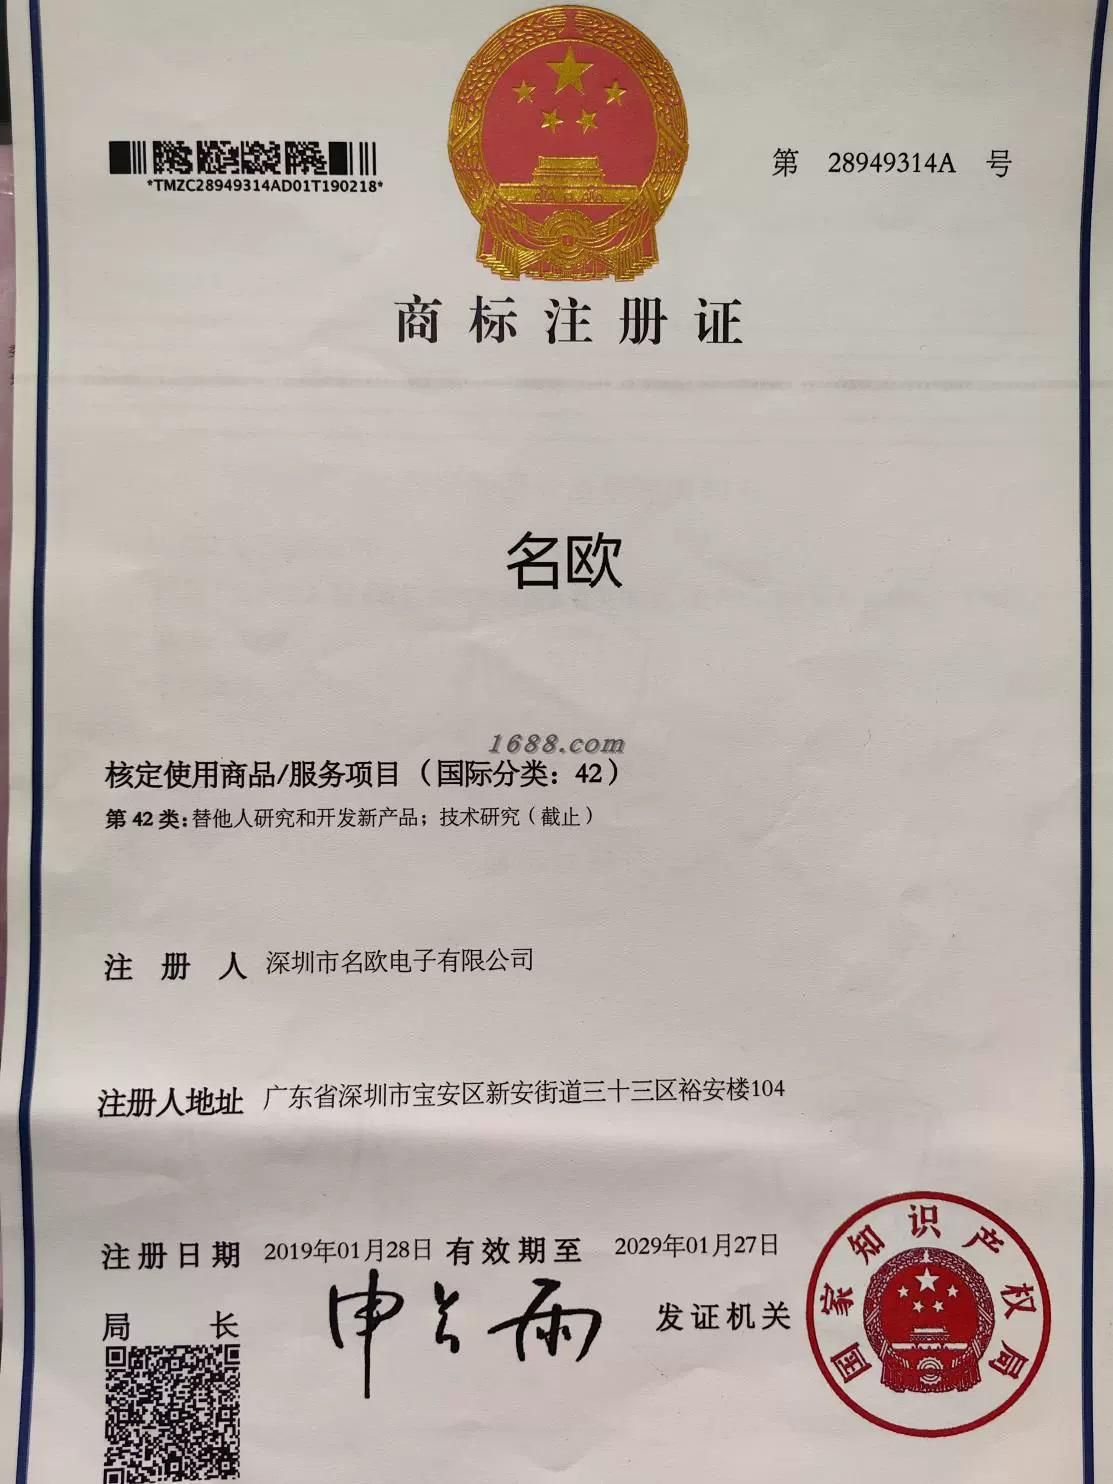 第 28949314A 号
*TMZC28949314AD01T190218*
商标注册证
名欧
1688.com
核定使用商品/服务项目（国际分类：42）
第 42 类：替他人研究和开发新产品；技术研究（截止）
注册人 深圳市名欧电子有限公司
注册人地址 广东省深圳市宝安区新安街道三十三区裕安楼104
注册日期 2019年01月28日 有效期至 2029年01月27日
局长 申长雨 发证机关
国家知识产权局